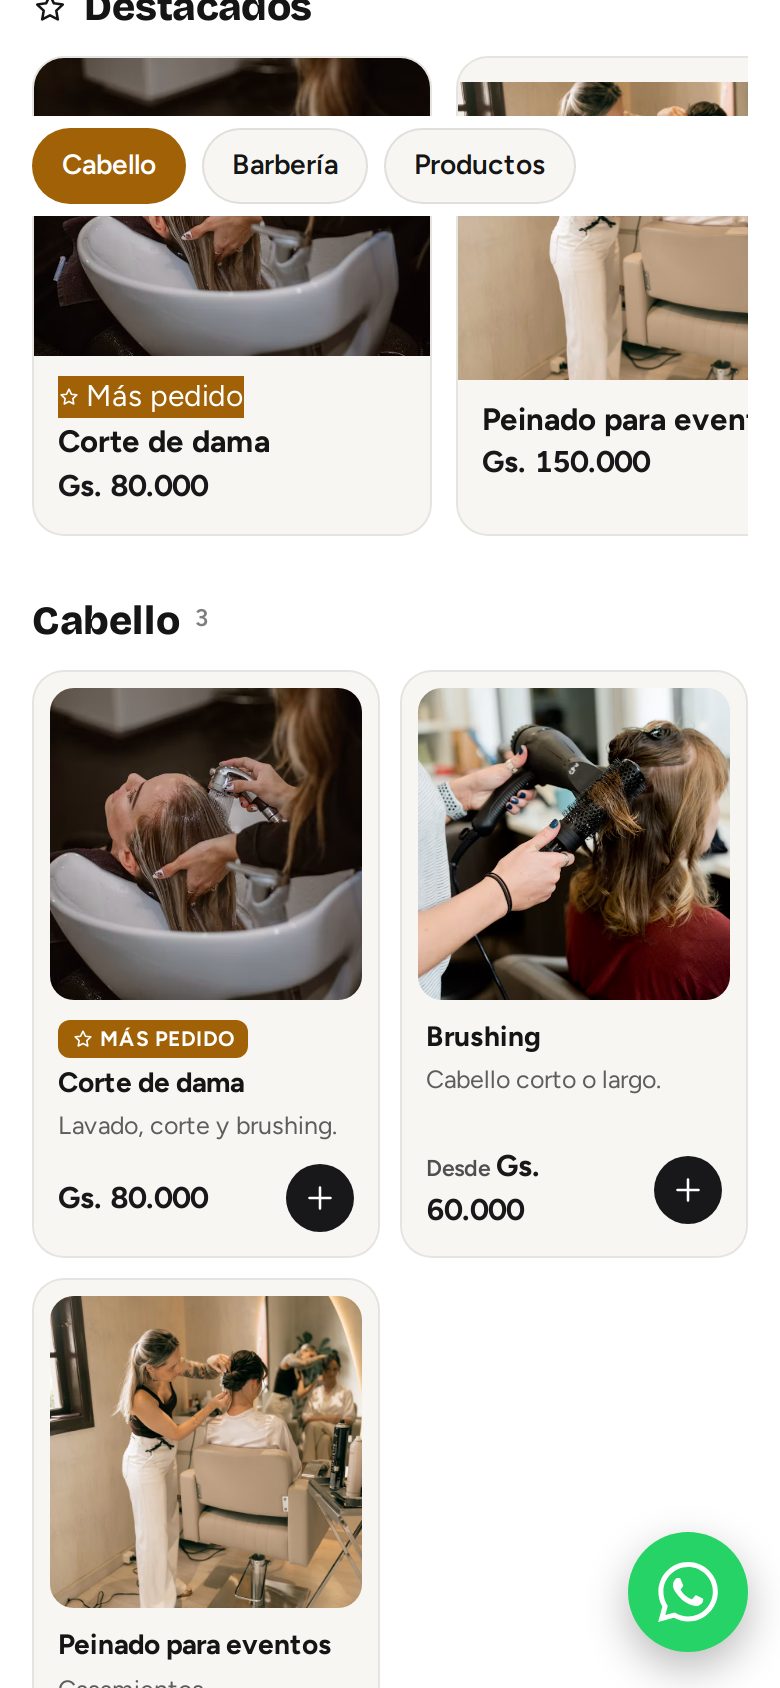 Destacados
Cabello
Barbería
Productos
Más pedido
Corte de dama
Gs. 80.000
Peinado para even
Gs. 150.000
Cabello 3
MÁS PEDIDO
Corte de dama
Lavado, corte y brushing.
Gs. 80.000
Brushing
Cabello corto o largo.
Desde Gs.
60.000
Peinado para eventos
Casamientos